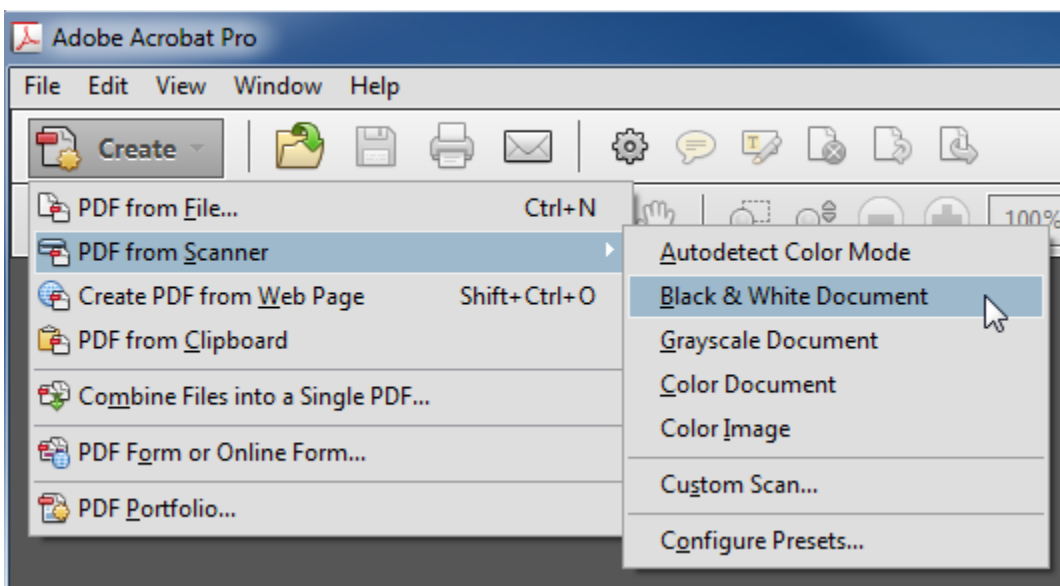 Adobe Acrobat Pro
File Edit View Window Help
Create
100%
PDF from File... Ctrl+N
PDF from Scanner
Create PDF from Web Page Shift+Ctrl+O
PDF from Clipboard
Combine Files into a Single PDF...
PDF Form or Online Form...
PDF Portfolio...
Autodetect Color Mode
Black & White Document
Grayscale Document
Color Document
Color Image
Custom Scan...
Configure Presets...